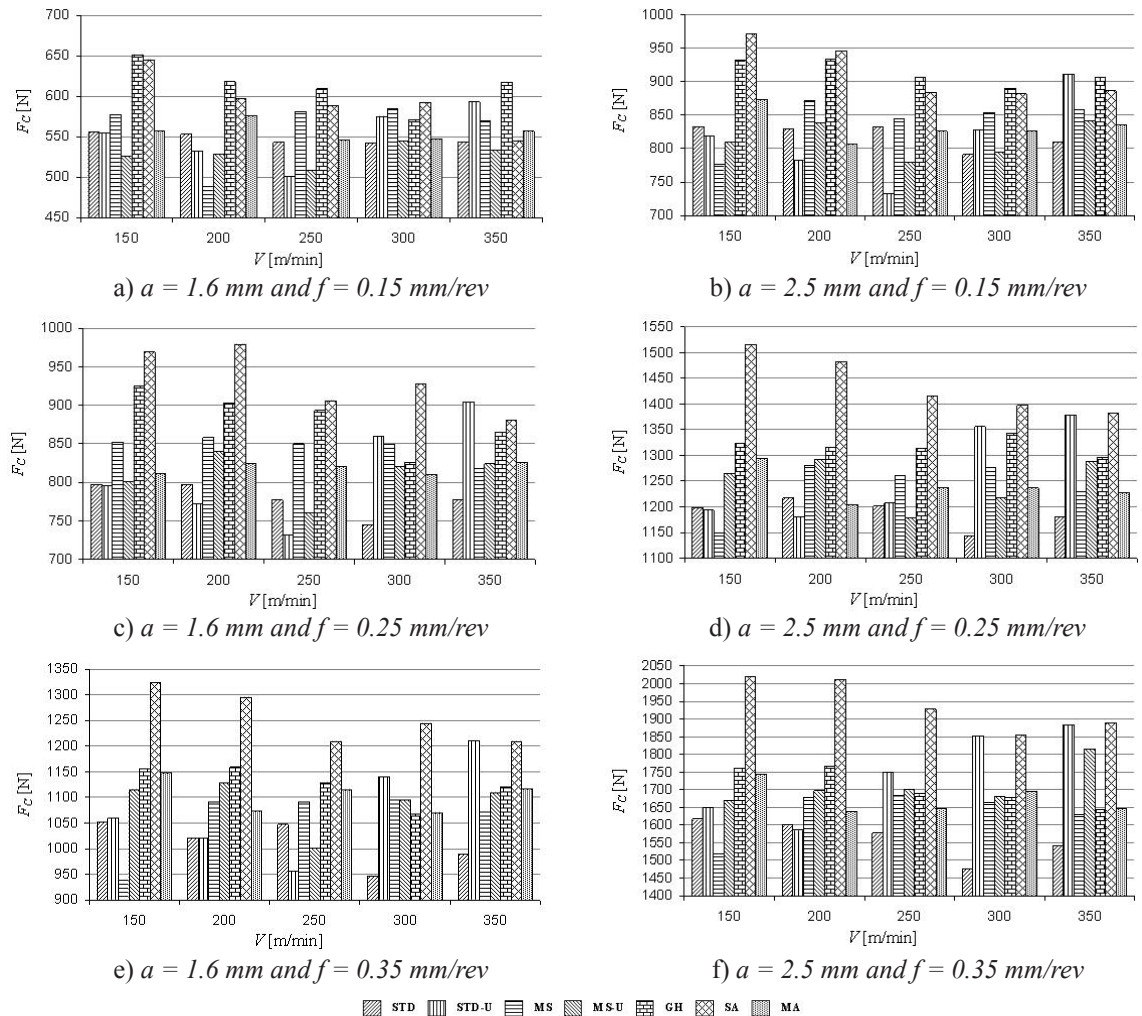 700
650
600
550
500
450
Fc [N]
150 200 250 300 350
V [m/min]
a) a = 1.6 mm and f = 0.15 mm/rev
1000
950
900
850
800
750
700
Fc [N]
150 200 250 300 350
V [m/min]
b) a = 2.5 mm and f = 0.15 mm/rev
1000
950
900
850
800
750
700
Fc [N]
150 200 250 300 350
V [m/min]
c) a = 1.6 mm and f = 0.25 mm/rev
1550
1500
1450
1400
1350
1300
1250
1200
1150
1100
Fc [N]
150 200 250 300 350
V [m/min]
d) a = 2.5 mm and f = 0.25 mm/rev
1350
1300
1250
1200
1150
1100
1050
1000
950
900
Fc [N]
150 200 250 300 350
V [m/min]
e) a = 1.6 mm and f = 0.35 mm/rev
2050
2000
1950
1900
1850
1800
1750
1700
1650
1600
1550
1500
1450
1400
Fc [N]
150 200 250 300 350
V [m/min]
f) a = 2.5 mm and f = 0.35 mm/rev
STD STD-U MS MS-U GH SA MA